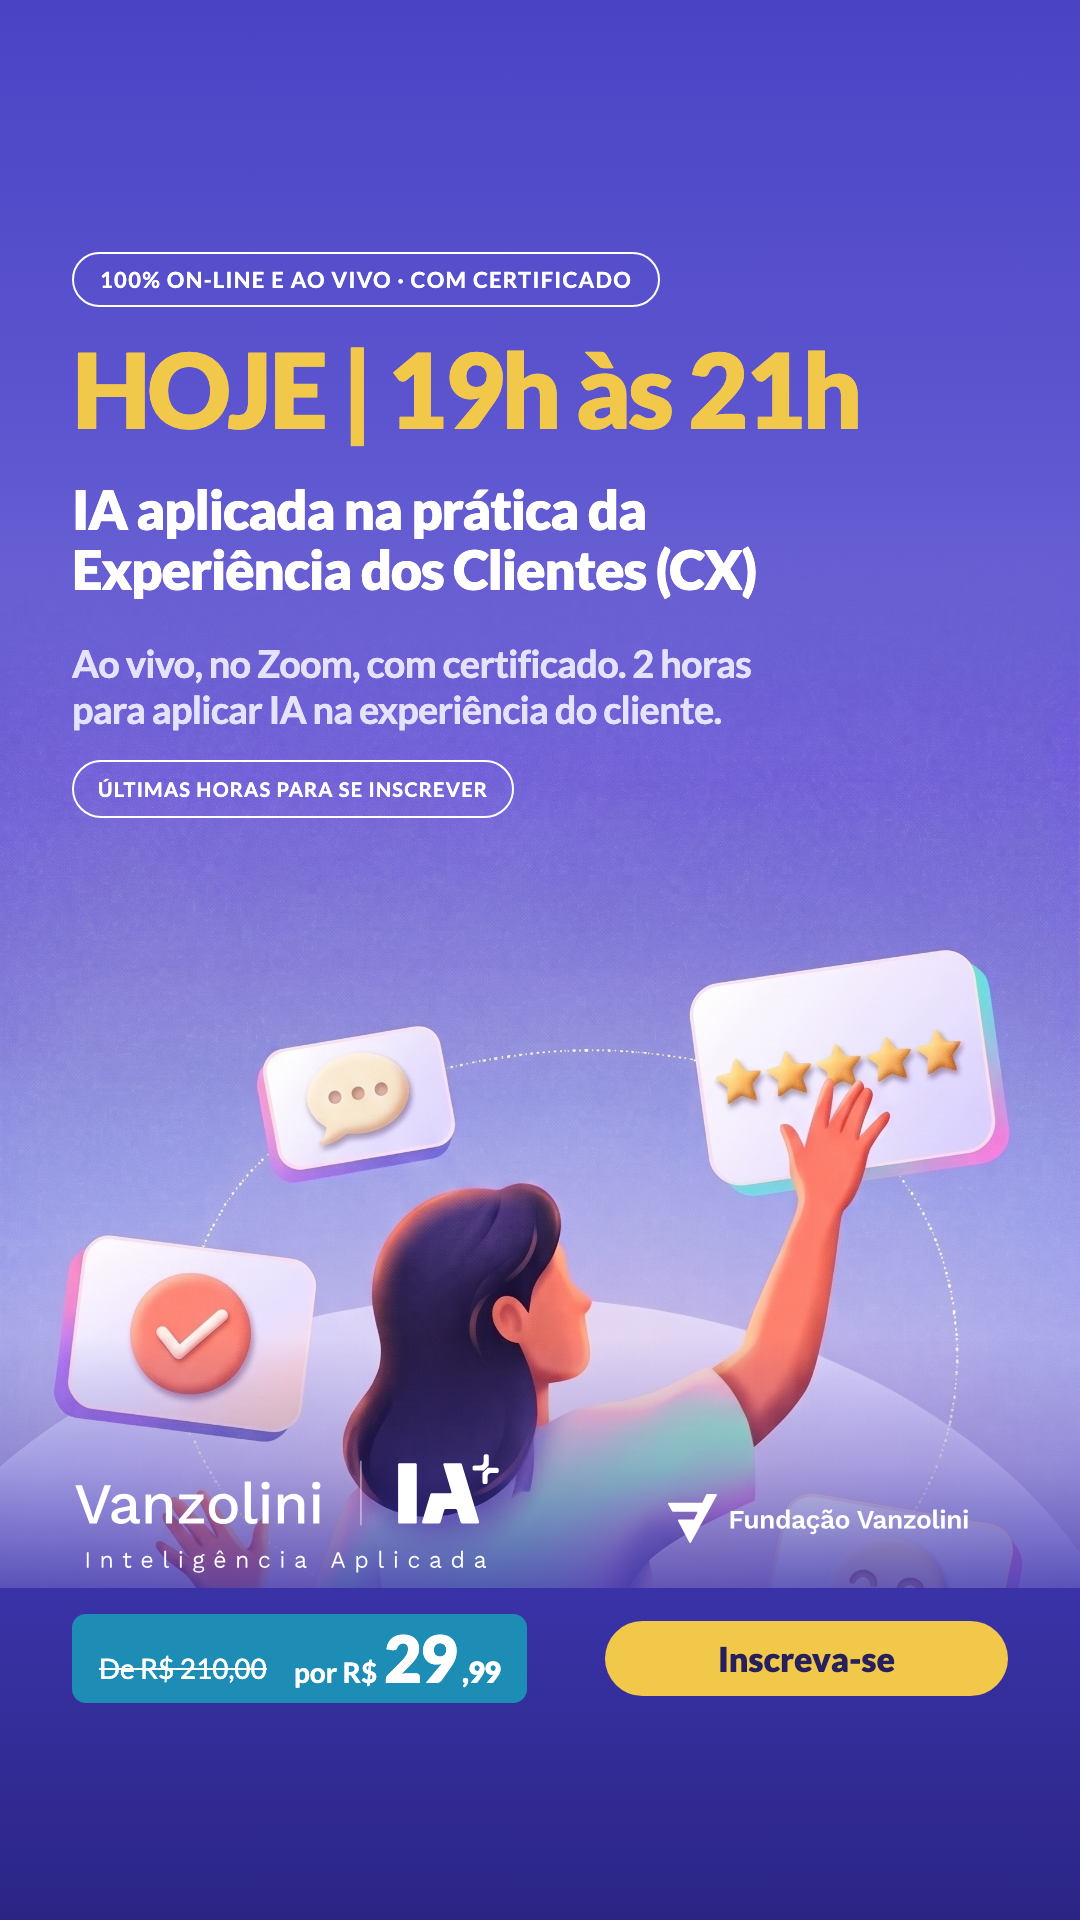 100% ON-LINE E AO VIVO · COM CERTIFICADO
HOJE | 19h às 21h
IA aplicada na prática da
Experiência dos Clientes (CX)
Ao vivo, no Zoom, com certificado. 2 horas
para aplicar IA na experiência do cliente.
ÚLTIMAS HORAS PARA SE INSCREVER
Vanzolini | IA+
Inteligência Aplicada
Fundação Vanzolini
De R$ 210,00 por R$ 29,99
Inscreva-se